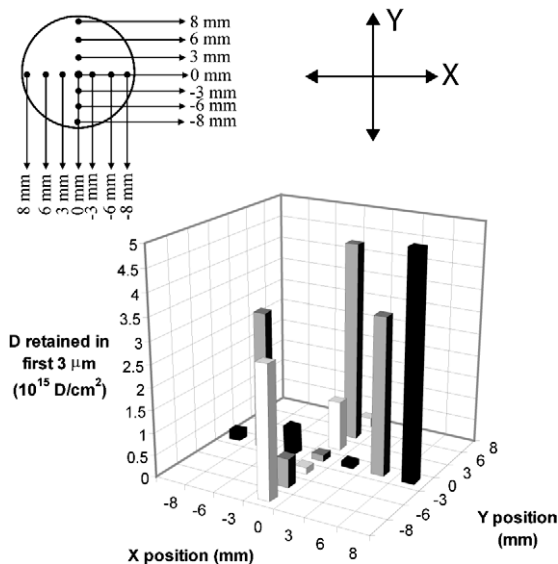 8 mm
6 mm
3 mm
0 mm
-3 mm
-6 mm
-8 mm
8 mm
6 mm
3 mm
0 mm
-3 mm
-6 mm
-8 mm
Y
X
5
4.5
4
3.5
3
2.5
2
1.5
1
0.5
0
D retained in
first 3 μm
(10¹⁵ D/cm²)
-8
-6
-3
0
3
6
8
X position (mm)
-8
-6
-3
0
3
6
8
Y position
(mm)